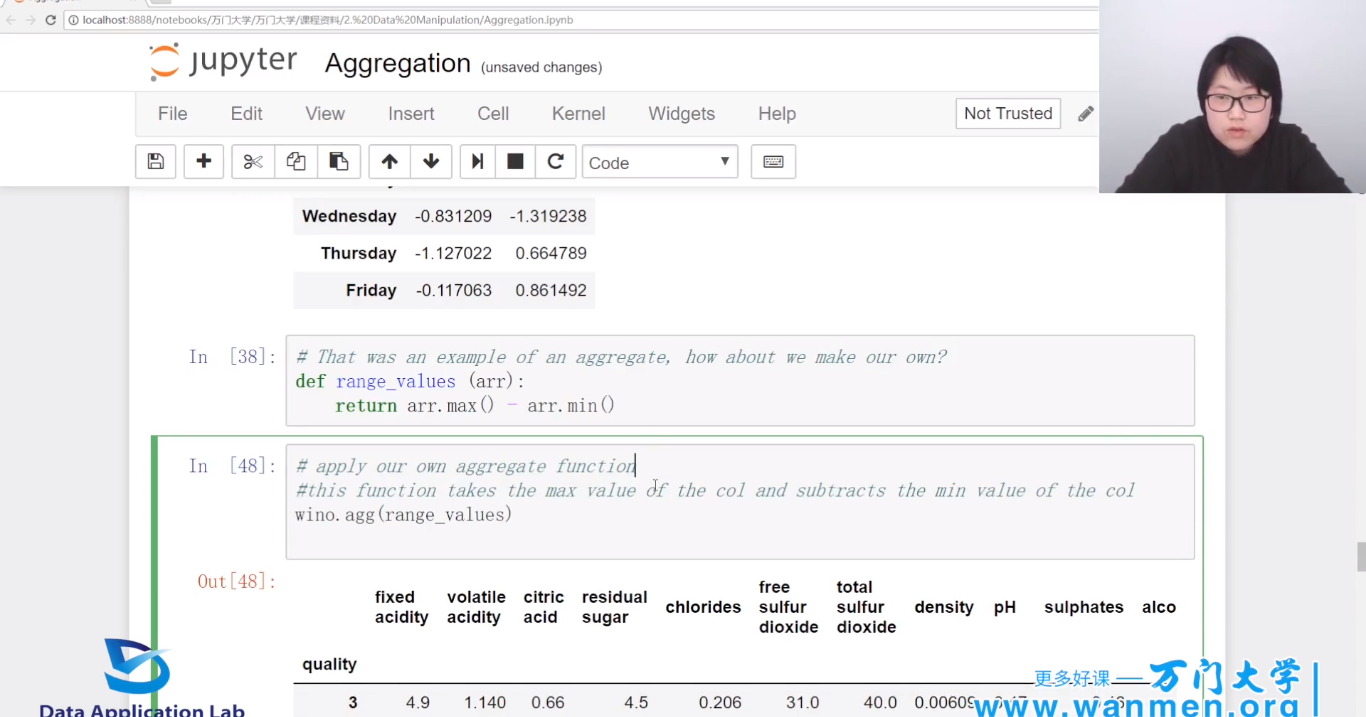 localhost:8888/notebooks/万门大学/万门大学/课程资料/2.%20Data%20Manipulation/Aggregation.ipynb
jupyter Aggregation (unsaved changes)
File Edit View Insert Cell Kernel Widgets Help Not Trusted
Code
Wednesday -0.831209 -1.319238
Thursday -1.127022 0.664789
Friday -0.117063 0.861492
In [38]: # That was an example of an aggregate, how about we make our own?
def range_values (arr):
return arr.max() - arr.min()
In [48]: # apply our own aggregate function
#this function takes the max value of the col and subtracts the min value of the col
wino.agg(range_values)
Out[48]:
fixed acidity volatile acidity citric acid residual sugar chlorides free sulfur dioxide total sulfur dioxide density pH sulphates alco
quality
3 4.9 1.140 0.66 4.5 0.206 31.0 40.0 0.00609
更多好课 — 万门大学
www.wanmen.org
Data Application Lab